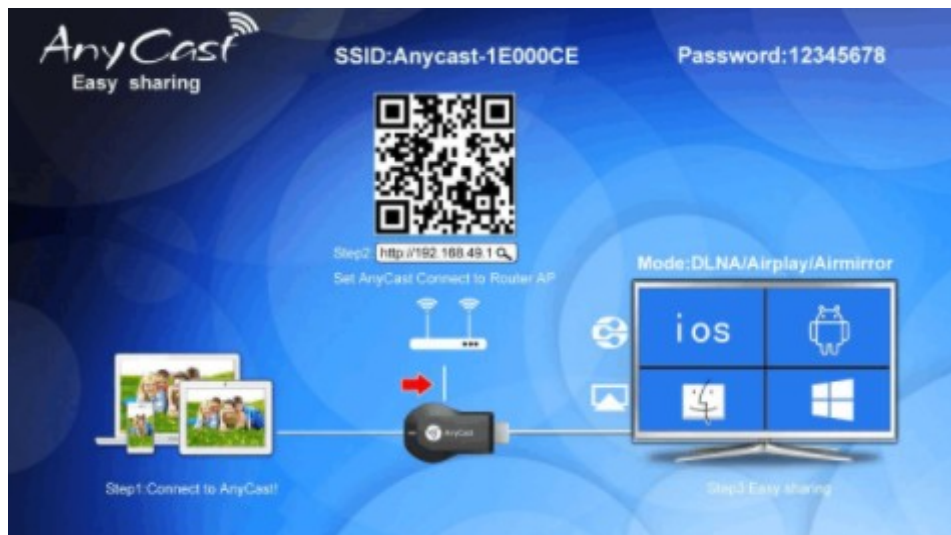 AnyCast
Easy sharing
SSID:Anycast-1E000CE
Password:12345678
Step2: http://192.168.49.1
Set AnyCast Connect to Router AP
Mode:DLNA/Airplay/Airmirror
ios
AnyCast
Step1:Connect to AnyCast!
Step3:Easy sharing